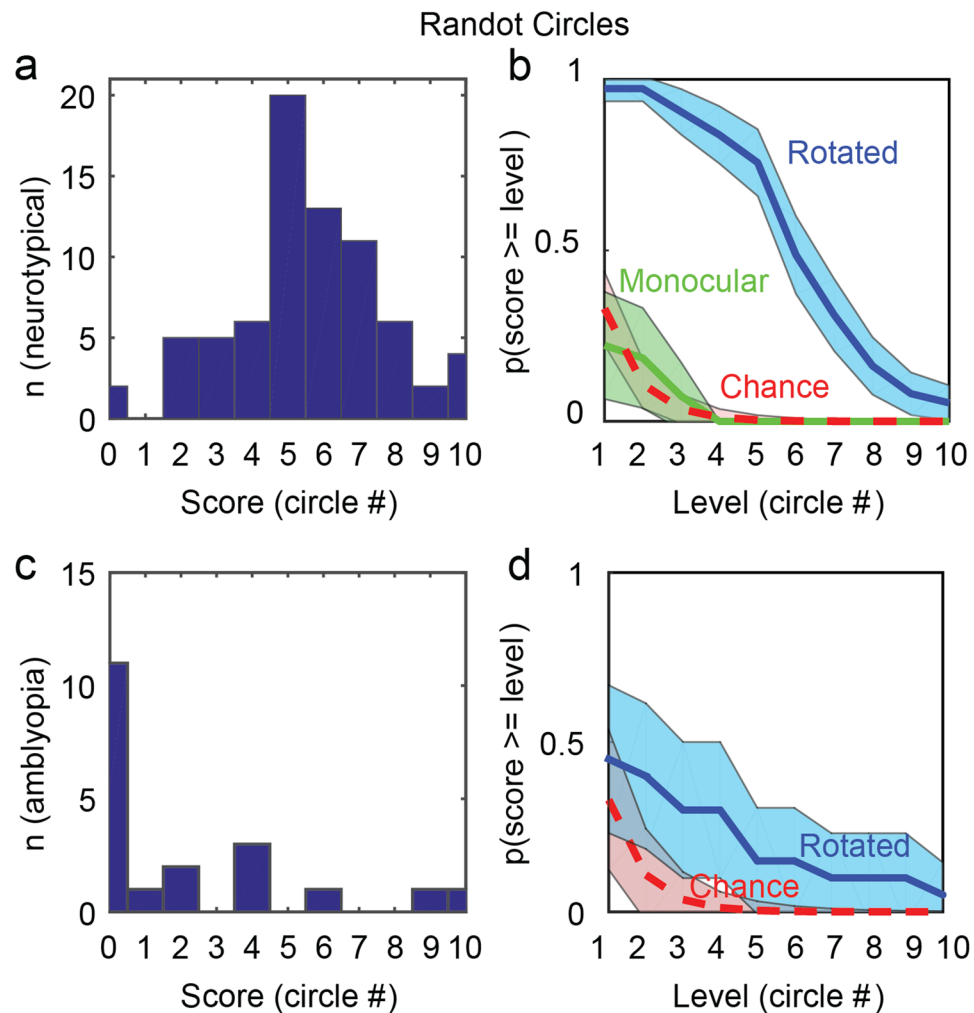 Randot Circles
a
20
15
10
5
0
n (neurotypical)
0 1 2 3 4 5 6 7 8 9 10
Score (circle #)
b
1
0.5
0
p(score >= level)
Rotated
Monocular
Chance
1 2 3 4 5 6 7 8 9 10
Level (circle #)
c
15
10
5
0
n (amblyopia)
0 1 2 3 4 5 6 7 8 9 10
Score (circle #)
d
1
0.5
0
p(score >= level)
Rotated
Chance
1 2 3 4 5 6 7 8 9 10
Level (circle #)